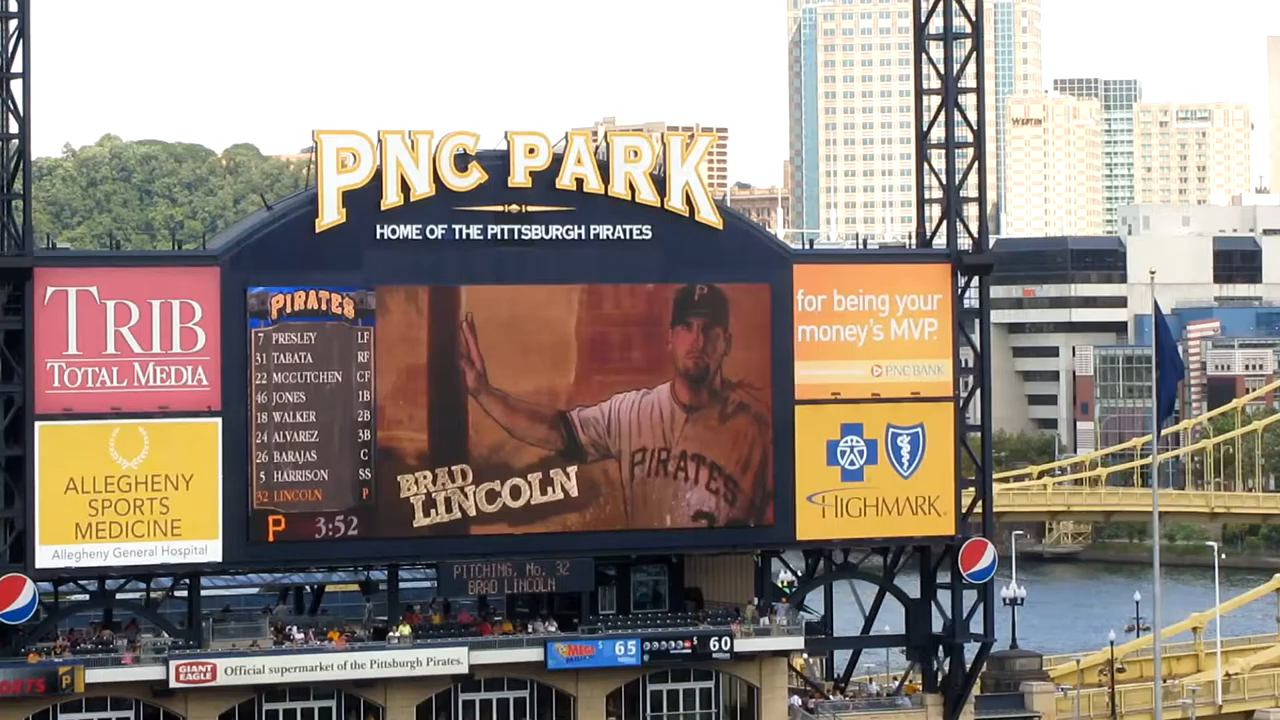 WESTIN
PNC PARK
HOME OF THE PITTSBURGH PIRATES
TRIB
TOTAL MEDIA
ALLEGHENY
SPORTS
MEDICINE
Allegheny General Hospital
PIRATES
7 PRESLEY LF
31 TABATA RF
22 MCCUTCHEN CF
46 JONES 1B
18 WALKER 2B
24 ALVAREZ 3B
26 BARAJAS C
5 HARRISON SS
32 LINCOLN P
P 3:52
P
PIRATES
BRAD
LINCOLN
for being your
money's MVP.
PNC BANK
HIGHMARK
PITCHING, No. 32
BRAD LINCOLN
GIANT
EAGLE
Official supermarket of the Pittsburgh Pirates.
MEGA
$ 65
$ 60
ORTS P